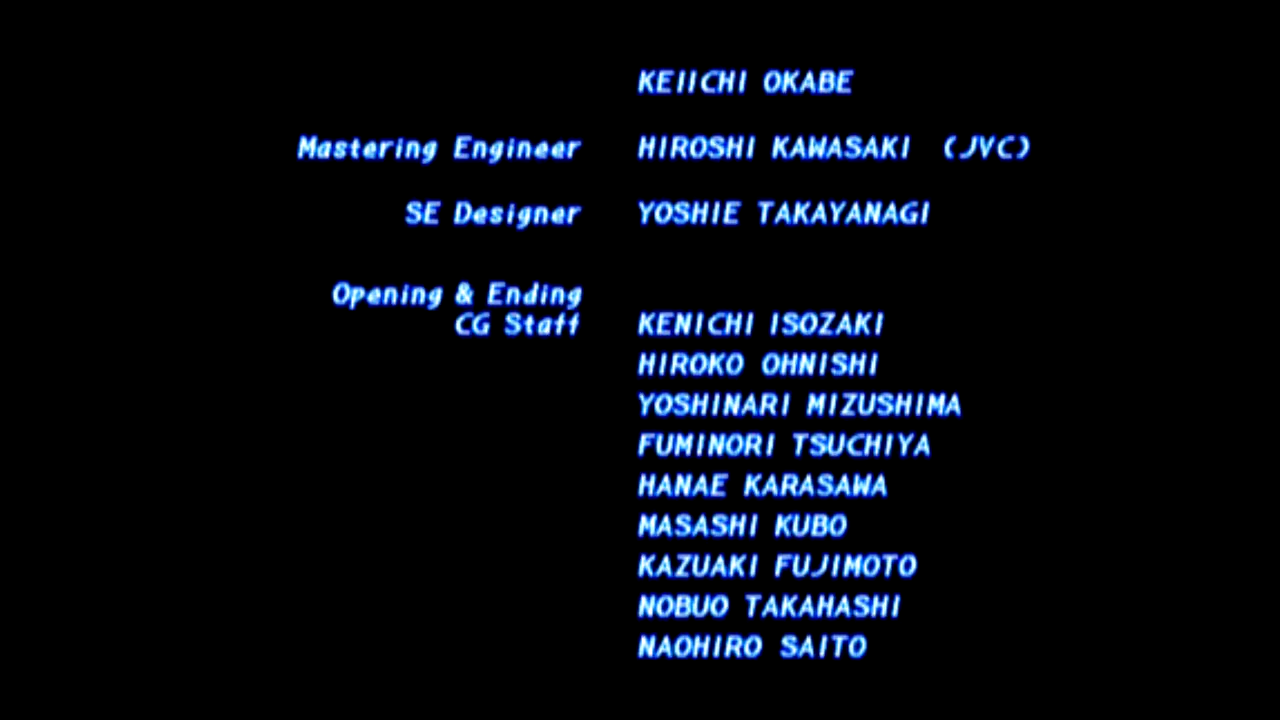 KEIICHI OKABE
Mastering Engineer HIROSHI KAWASAKI (JVC)
SE Designer YOSHIE TAKAYANAGI
Opening & Ending
CG Staff KENICHI ISOZAKI
HIROKO OHNISHI
YOSHINARI MIZUSHIMA
FUMINORI TSUCHIYA
HANAE KARASAWA
MASASHI KUBO
KAZUAKI FUJIMOTO
NOBUO TAKAHASHI
NAOHIRO SAITO